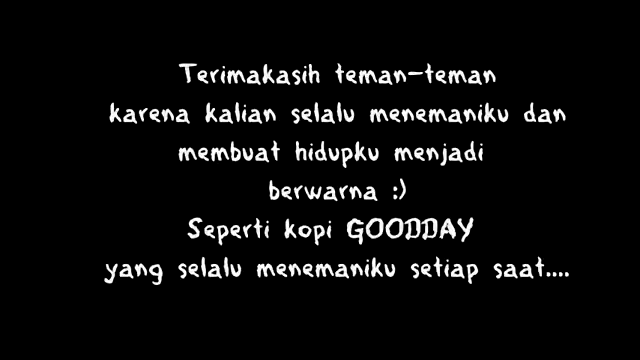 Terimakasih teman-teman
karena kalian selalu menemaniku dan
membuat hidupku menjadi
berwarna :)
Seperti kopi GOODDAY
yang selalu menemaniku setiap saat....